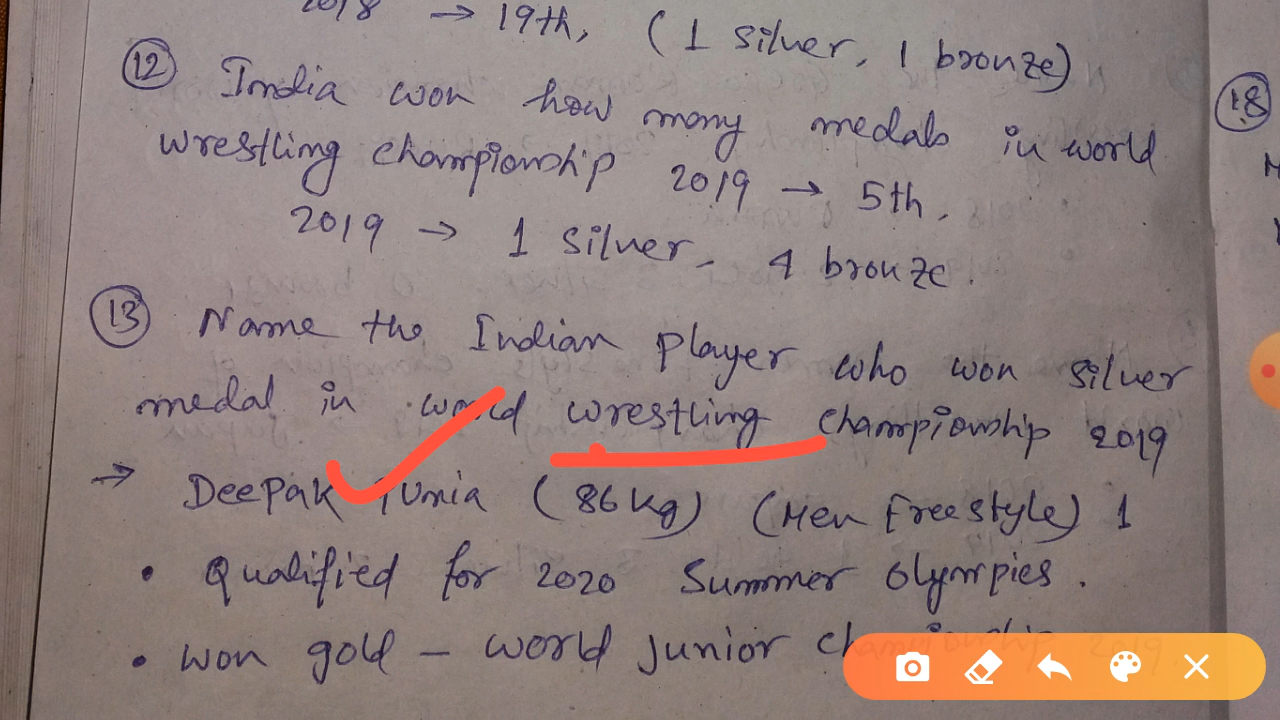 2018 → 19th, (1 silver, 1 bronze)
12 India won how many medals in world
wrestling championship 2019 → 5th.
2019 → 1 silver, 4 bronze.
13 Name the Indian player who won silver
medal in world wrestling championship 2019
→ Deepak Punia (86 kg) (Men Freestyle) 1
• Qualified for 2020 Summer Olympics.
• won gold – world junior championship 2019
18